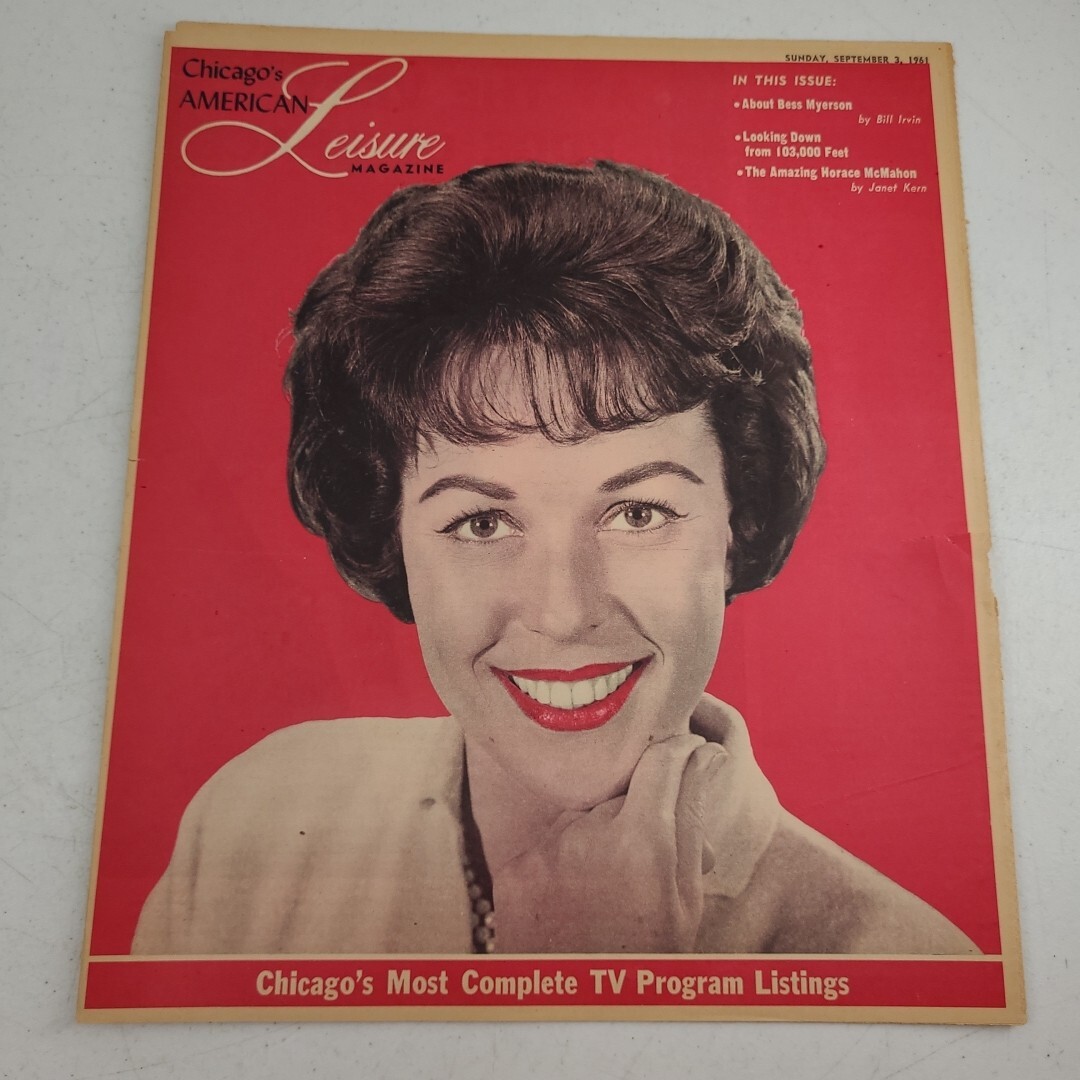 Chicago's
AMERICAN
Leisure
MAGAZINE
SUNDAY, SEPTEMBER 3, 1961
IN THIS ISSUE:
• About Bess Myerson
by Bill Irvin
• Looking Down
from 103,000 Feet
• The Amazing Horace McMahon
by Janet Kern
Chicago's Most Complete TV Program Listings